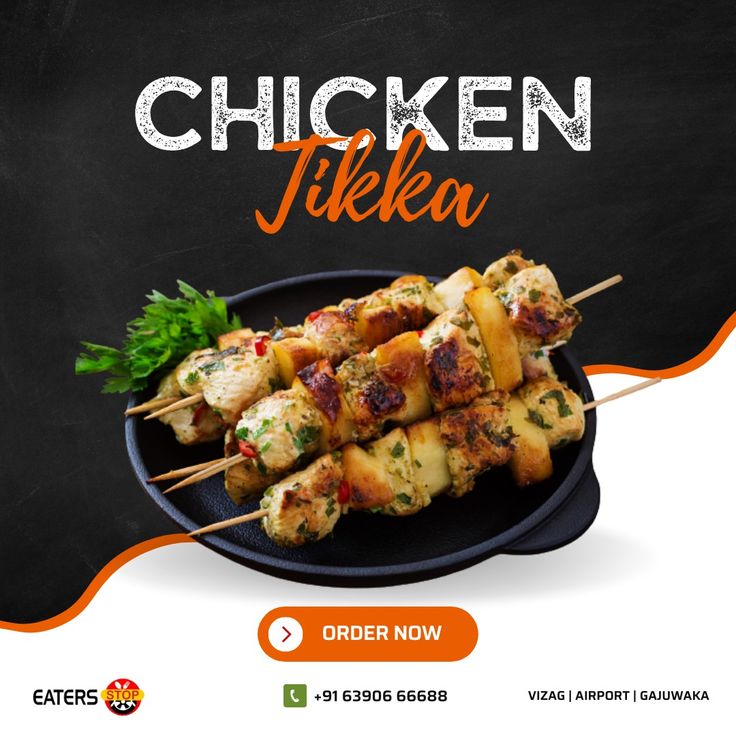 CHICKEN
Tikka
ORDER NOW
EATERS STOP
+91 63906 66688
VIZAG | AIRPORT | GAJUWAKA